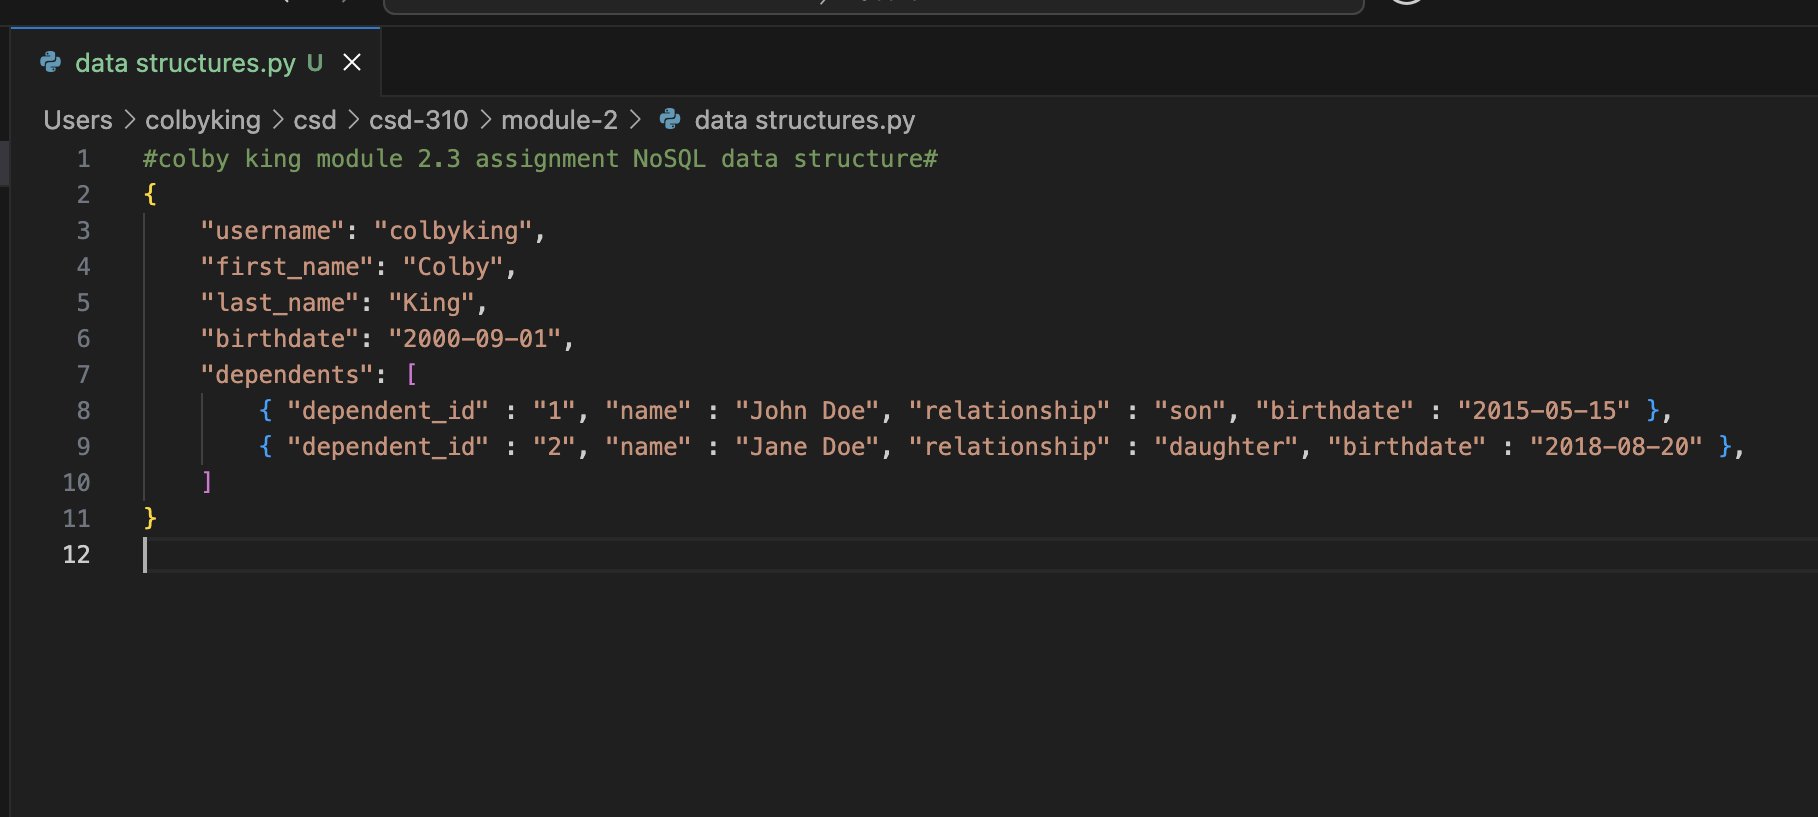 data structures.py U
Users > colbyking > csd > csd-310 > module-2 > data structures.py
1 #colby king module 2.3 assignment NoSQL data structure#
2 {
3     "username": "colbyking",
4     "first_name": "Colby",
5     "last_name": "King",
6     "birthdate": "2000-09-01",
7     "dependents": [
8         { "dependent_id" : "1", "name" : "John Doe", "relationship" : "son", "birthdate" : "2015-05-15" },
9         { "dependent_id" : "2", "name" : "Jane Doe", "relationship" : "daughter", "birthdate" : "2018-08-20" },
10     ]
11 }
12